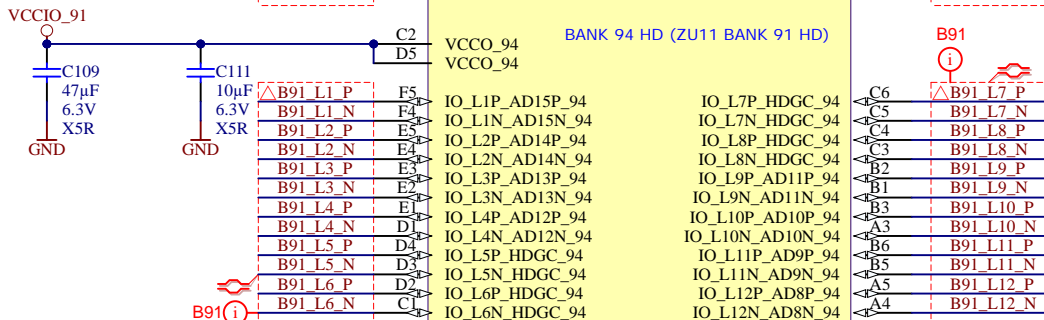 VCCIO_91
C109
47µF
6.3V
X5R
GND
C111
10µF
6.3V
X5R
GND
BANK 94 HD (ZU11 BANK 91 HD)
C2 VCCO_94
D5 VCCO_94
B91_L1_P F5 IO_L1P_AD15P_94
B91_L1_N F4 IO_L1N_AD15N_94
B91_L2_P E5 IO_L2P_AD14P_94
B91_L2_N E4 IO_L2N_AD14N_94
B91_L3_P E3 IO_L3P_AD13P_94
B91_L3_N E2 IO_L3N_AD13N_94
B91_L4_P E1 IO_L4P_AD12P_94
B91_L4_N D1 IO_L4N_AD12N_94
B91_L5_P D4 IO_L5P_HDGC_94
B91_L5_N D3 IO_L5N_HDGC_94
B91_L6_P D2 IO_L6P_HDGC_94
B91_L6_N C1 IO_L6N_HDGC_94
B91 i
B91
i
IO_L7P_HDGC_94 C6 B91_L7_P
IO_L7N_HDGC_94 C5 B91_L7_N
IO_L8P_HDGC_94 C4 B91_L8_P
IO_L8N_HDGC_94 C3 B91_L8_N
IO_L9P_AD11P_94 B2 B91_L9_P
IO_L9N_AD11N_94 B1 B91_L9_N
IO_L10P_AD10P_94 B3 B91_L10_P
IO_L10N_AD10N_94 A3 B91_L10_N
IO_L11P_AD9P_94 B6 B91_L11_P
IO_L11N_AD9N_94 B5 B91_L11_N
IO_L12P_AD8P_94 A5 B91_L12_P
IO_L12N_AD8N_94 A4 B91_L12_N